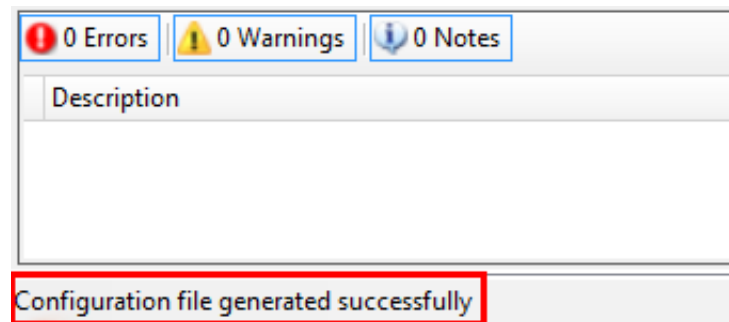 0 Errors 0 Warnings 0 Notes
Description
Configuration file generated successfully